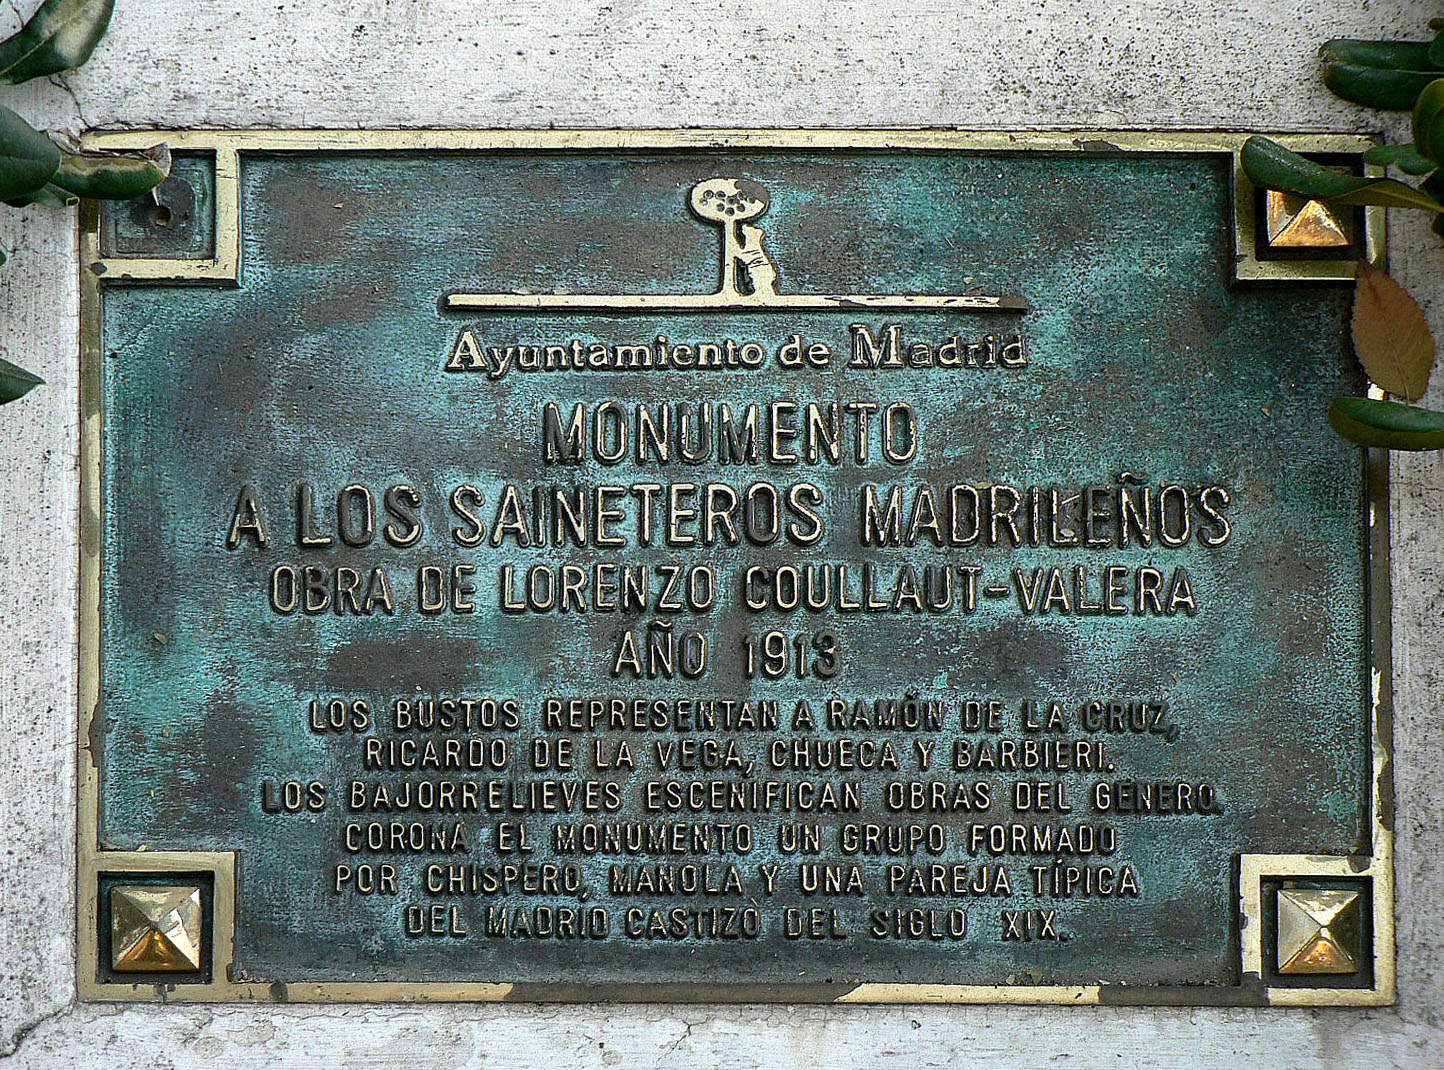 Ayuntamiento de Madrid
MONUMENTO
A LOS SAINETEROS MADRILEÑOS
OBRA DE LORENZO COULLAUT-VALERA
AÑO 1913
LOS BUSTOS REPRESENTAN A RAMÓN DE LA CRUZ,
RICARDO DE LA VEGA, CHUECA Y BARBIERI.
LOS BAJORRELIEVES ESCENIFICAN OBRAS DEL GENERO.
CORONA EL MONUMENTO UN GRUPO FORMADO
POR CHISPERO, MANOLA Y UNA PAREJA TÍPICA
DEL MADRID CASTIZO DEL SIGLO XIX.